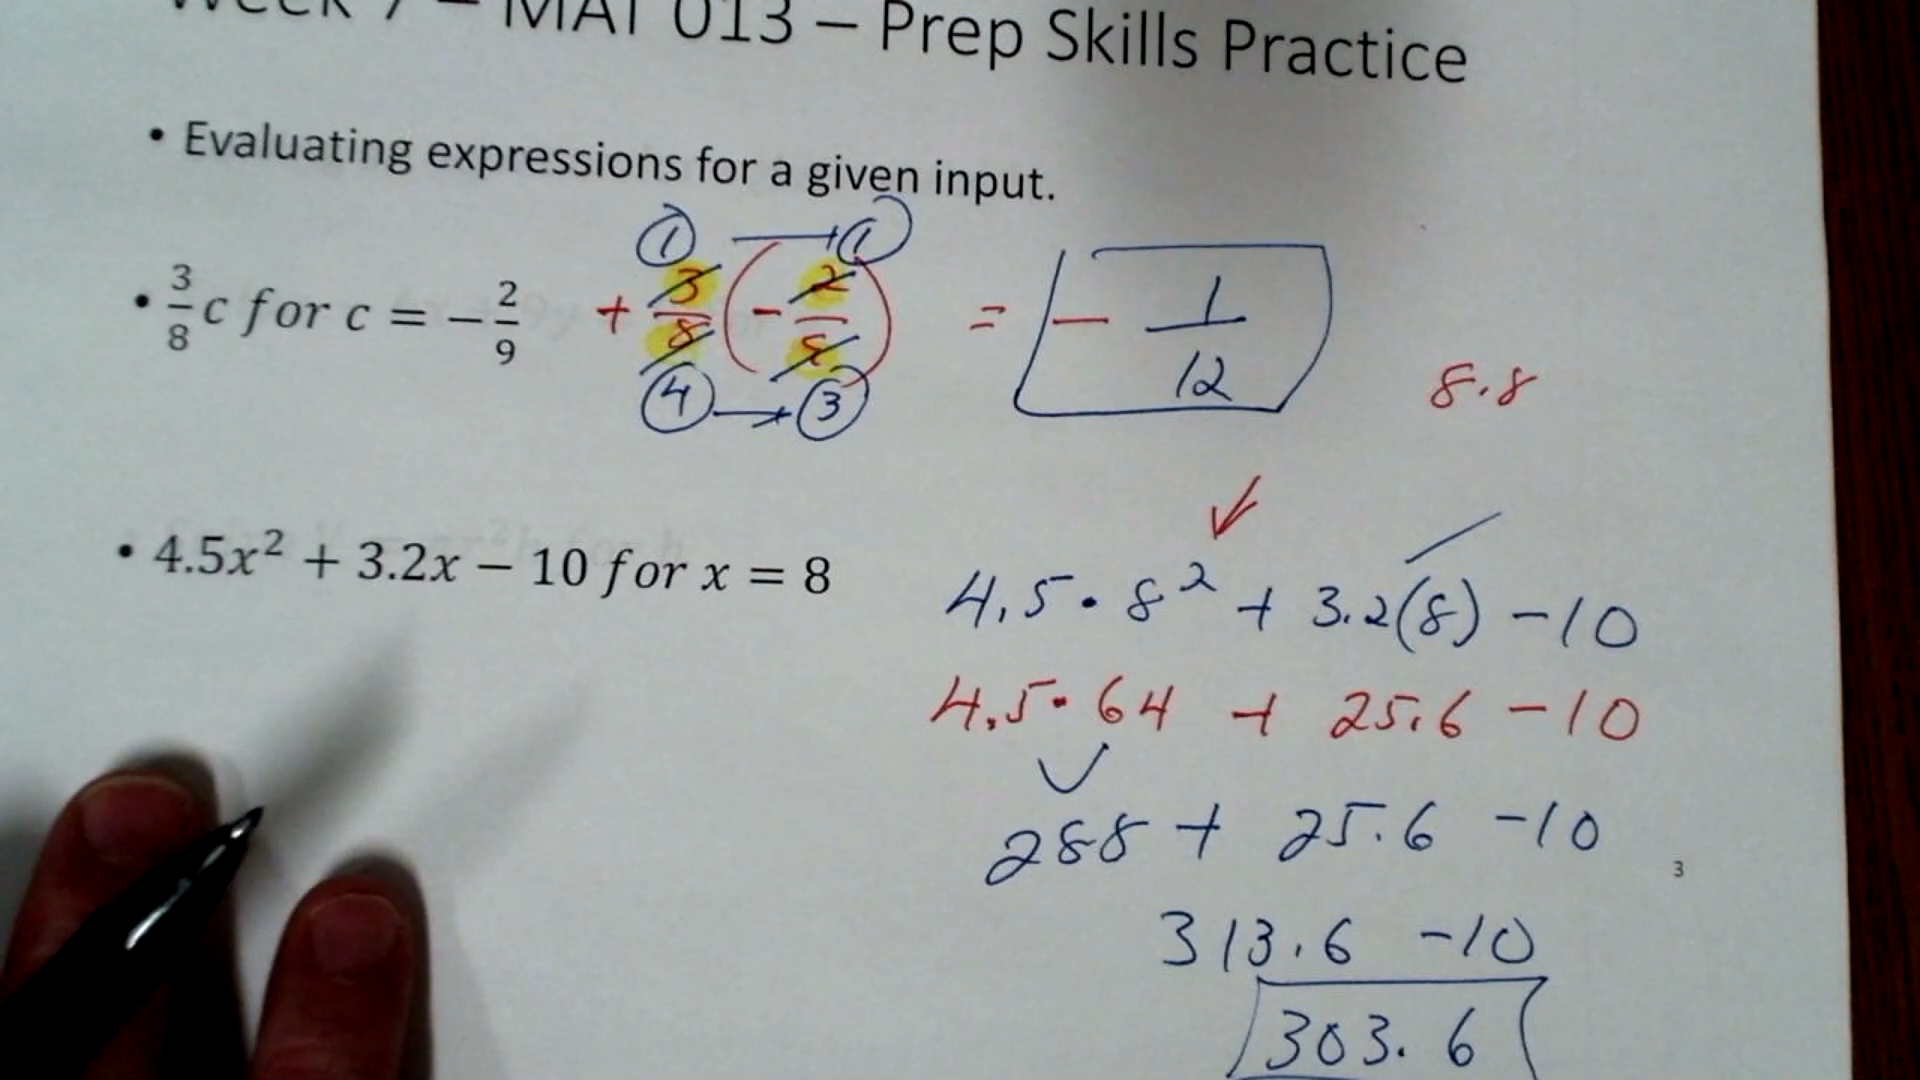 Week 7 – MAT 013 – Prep Skills Practice
• Evaluating expressions for a given input.
• 3/8 c for c = −2/9 + 3/8 (− 2/9) = − 1/12
1 → 1
4 → 3
8.8
• 4.5x² + 3.2x − 10 for x = 8
4.5 · 8² + 3.2(8) − 10
4.5 · 64 + 25.6 − 10
288 + 25.6 − 10
3
313.6 − 10
303.6